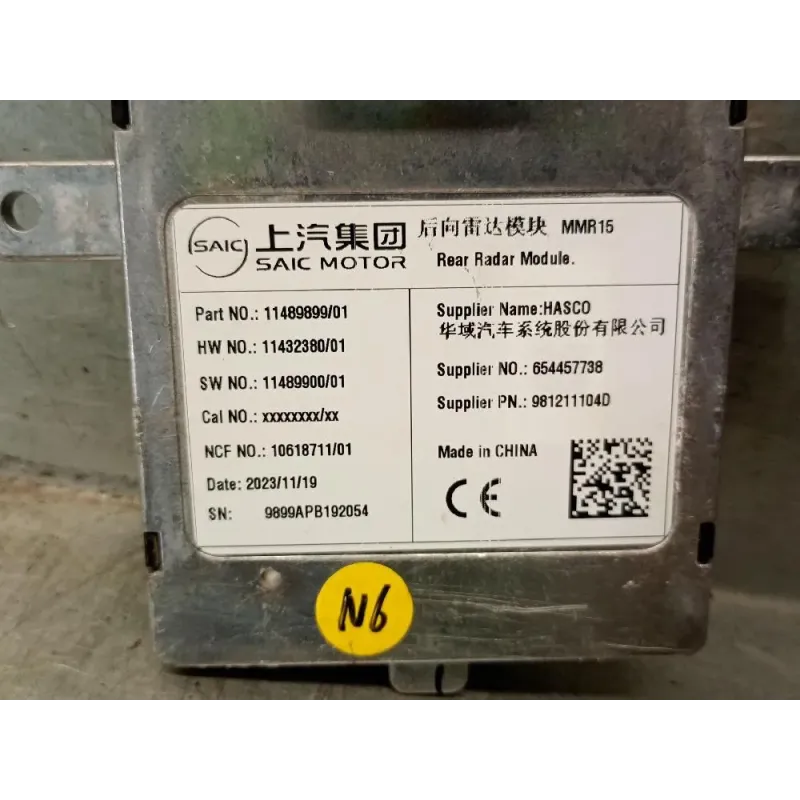 SAIC 上汽集团
SAIC MOTOR
后向雷达模块 MMR15
Rear Radar Module.
Part NO.: 11489899/01
HW NO.: 11432380/01
SW NO.: 11489900/01
Cal NO.: xxxxxxxx/xx
NCF NO.: 10618711/01
Date: 2023/11/19
SN: 9899APB192054
Supplier Name:HASCO
华域汽车系统股份有限公司
Supplier NO.: 654457738
Supplier PN.: 981211104D
Made in CHINA
CE
N6